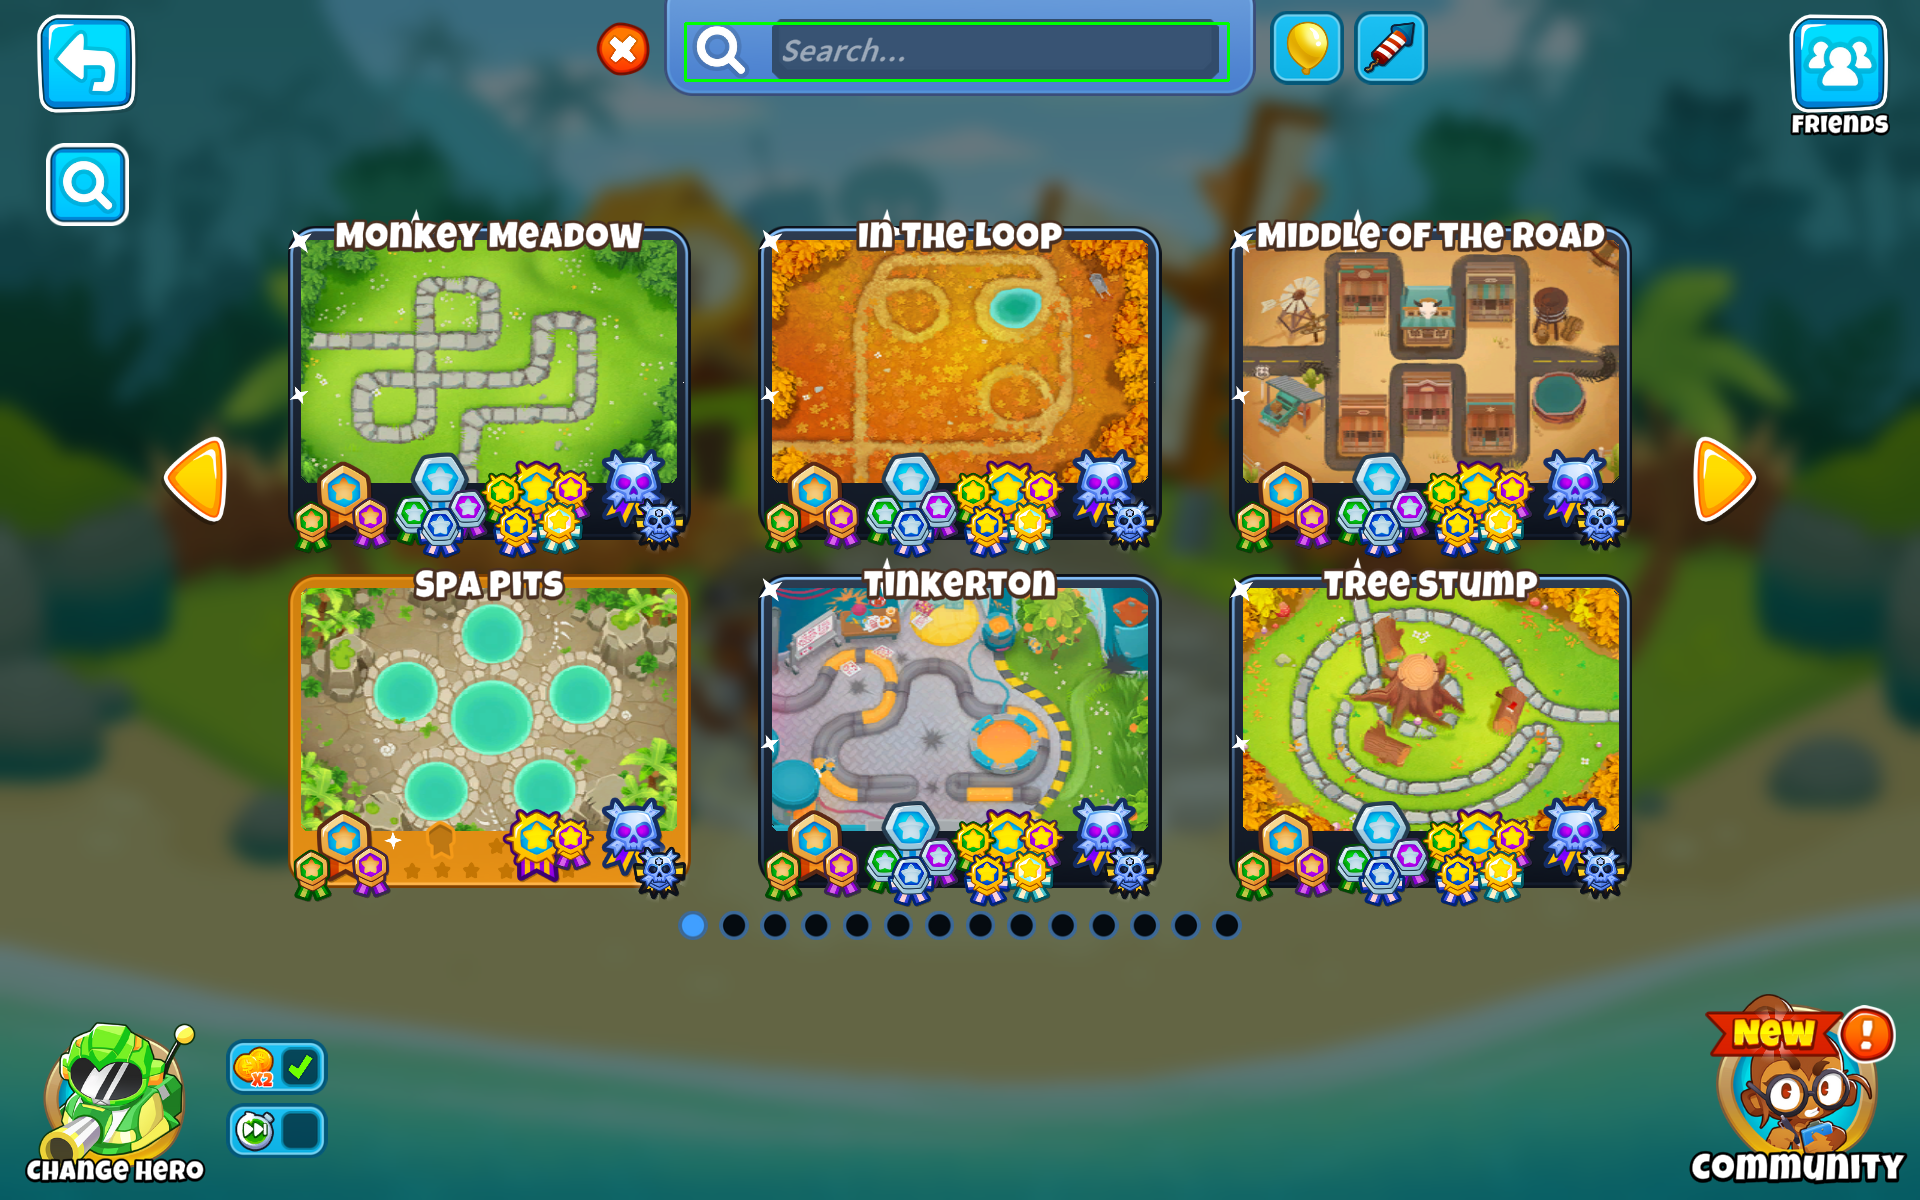 Search...
FRIENDS
MONKEY MEADOW
IN THE LOOP
MIDDLE OF THE ROAD
SPA PITS
TINKERTON
TREE STUMP
NEW
!
X2
CHANGE HERO
COMMUNITY